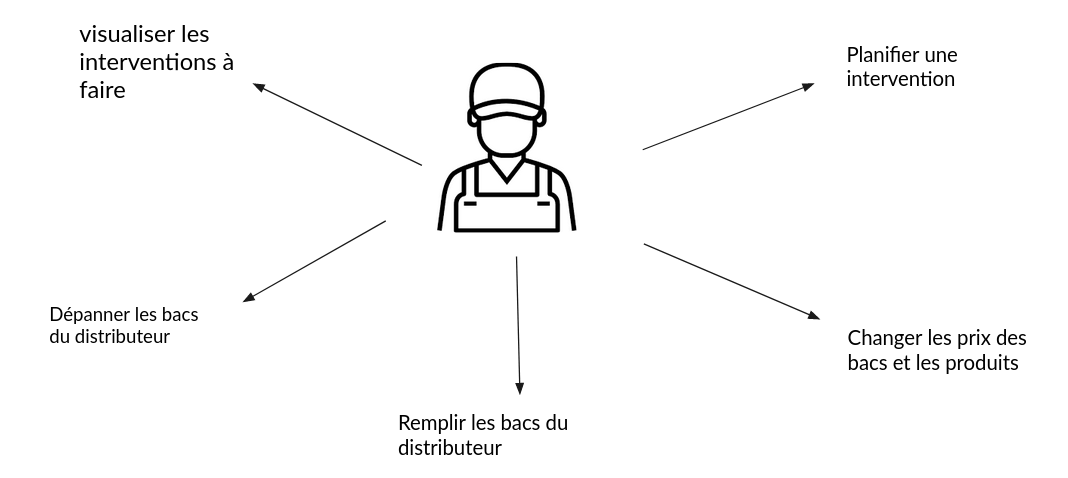 visualiser les
interventions à
faire
Planifier une
intervention
Dépanner les bacs
du distributeur
Changer les prix des
bacs et les produits
Remplir les bacs du
distributeur